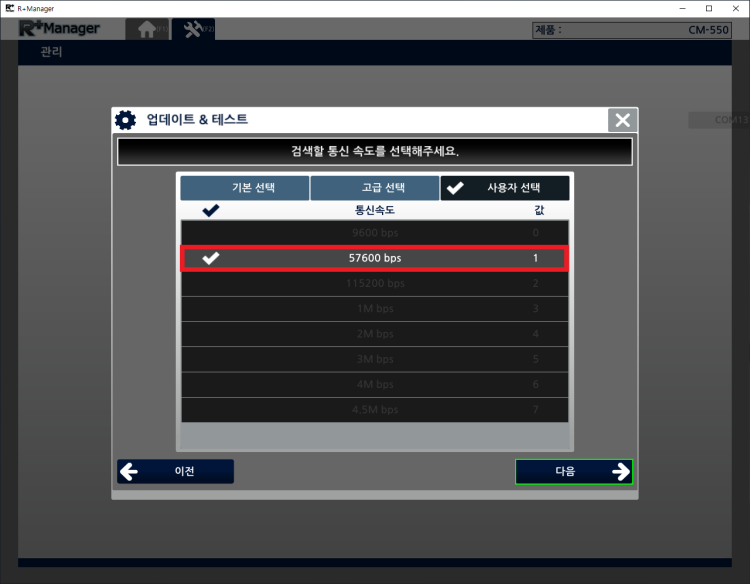 R+Manager
R+Manager [F1] [F2] 제품 : CM-550
관리
COM13
업데이트 & 테스트
검색할 통신 속도를 선택해주세요.
기본 선택 고급 선택 사용자 선택
통신속도 값
9600 bps 0
57600 bps 1
115200 bps 2
1M bps 3
2M bps 4
3M bps 5
4M bps 6
4.5M bps 7
이전 다음